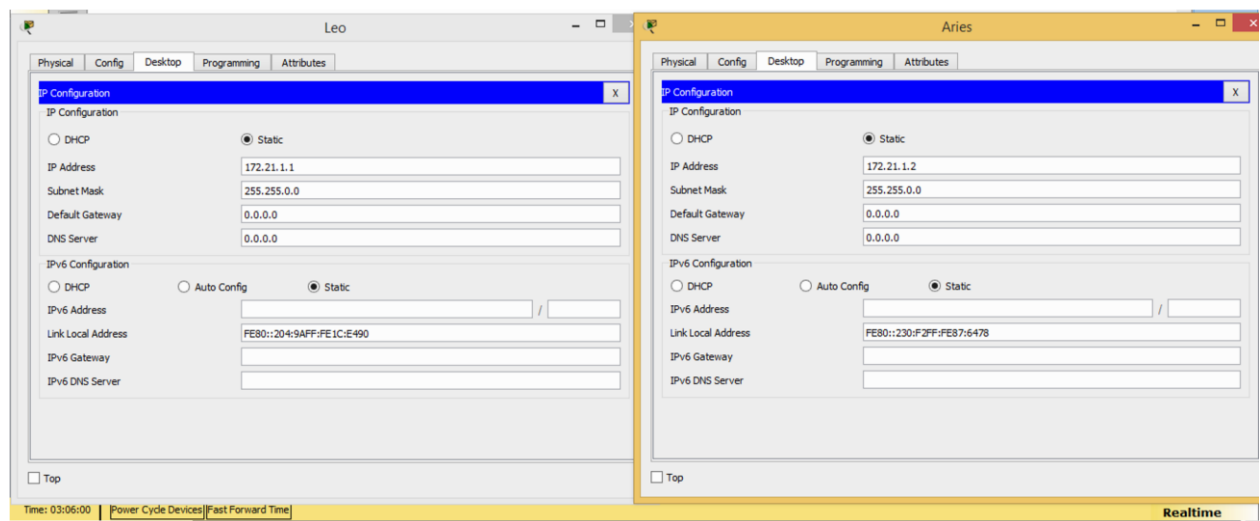 Leo
Physical Config Desktop Programming Attributes
IP Configuration X
IP Configuration
DHCP Static
IP Address 172.21.1.1
Subnet Mask 255.255.0.0
Default Gateway 0.0.0.0
DNS Server 0.0.0.0
IPv6 Configuration
DHCP Auto Config Static
IPv6 Address /
Link Local Address FE80::204:9AFF:FE1C:E490
IPv6 Gateway
IPv6 DNS Server
Top
Aries
Physical Config Desktop Programming Attributes
IP Configuration X
IP Configuration
DHCP Static
IP Address 172.21.1.2
Subnet Mask 255.255.0.0
Default Gateway 0.0.0.0
DNS Server 0.0.0.0
IPv6 Configuration
DHCP Auto Config Static
IPv6 Address /
Link Local Address FE80::230:F2FF:FE87:6478
IPv6 Gateway
IPv6 DNS Server
Top
Time: 03:06:00 Power Cycle Devices Fast Forward Time Realtime